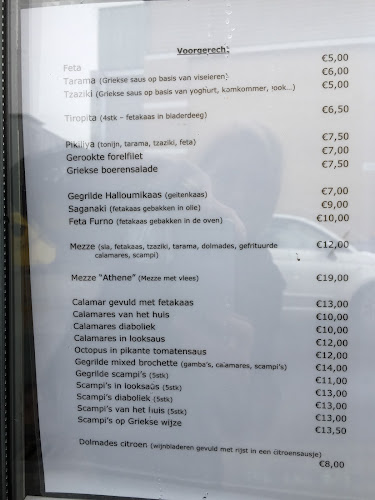 Voorgerecht
Feta €5,00
Tarama (Griekse saus op basis van viseieren) €6,00
Tzaziki (Griekse saus op basis van yoghurt, komkommer, look...) €5,00
Tiropita (4stk - fetakaas in bladerdeeg) €6,50
Pikiliya (tonijn, tarama, tzaziki, feta) €7,50
Gerookte forelfilet €7,00
Griekse boerensalade €7,50
Gegrilde Halloumikaas (geitenkaas) €7,00
Saganaki (fetakaas gebakken in olie) €9,00
Feta Furno (fetakaas gebakken in de oven) €10,00
Mezze (sla, fetakaas, tzaziki, tarama, dolmades, gefrituurde €12,00
calamares, scampi)
Mezze "Athene" (Mezze met vlees) €19,00
Calamar gevuld met fetakaas €13,00
Calamares van het huis €10,00
Calamares diaboliek €10,00
Calamares in looksaus €12,00
Octopus in pikante tomatensaus €12,00
Gegrilde mixed brochette (gamba's, calamares, scampi's) €14,00
Gegrilde scampi's (5stk) €11,00
Scampi's in looksaus (5stk) €13,00
Scampi's diaboliek (5stk) €13,00
Scampi's van het huis (5stk) €13,00
Scampi's op Griekse wijze €13,50
Dolmades citroen (wijnbladeren gevuld met rijst in een citroensausje)
€8,00